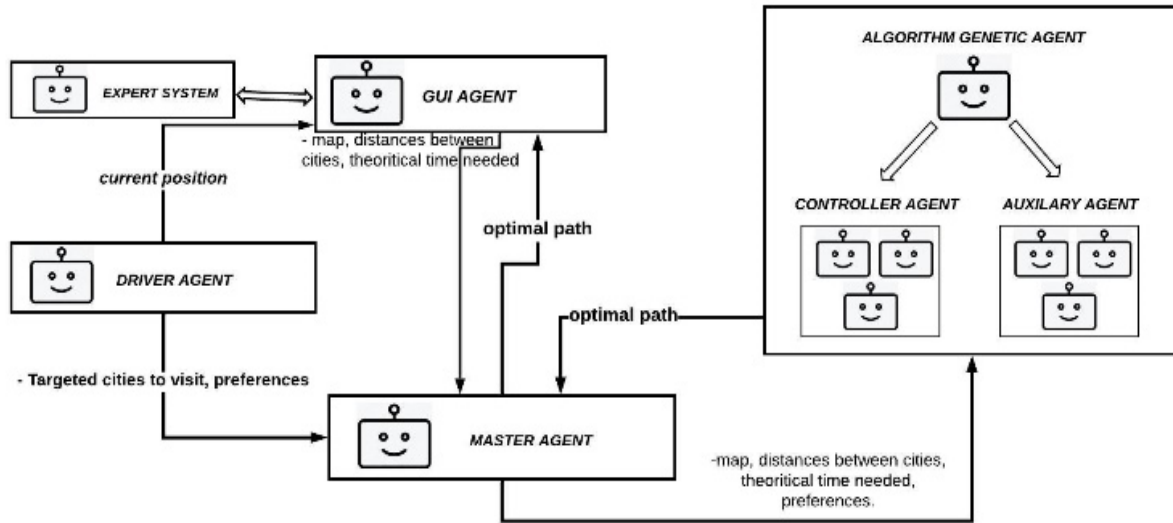 ALGORITHM GENETIC AGENT
EXPERT SYSTEM
GUI AGENT
- map, distances between
cities, theoritical time needed
current position
CONTROLLER AGENT
AUXILARY AGENT
optimal path
DRIVER AGENT
optimal path
- Targeted cities to visit, preferences
MASTER AGENT
-map, distances between cities,
theoritical time needed,
preferences.